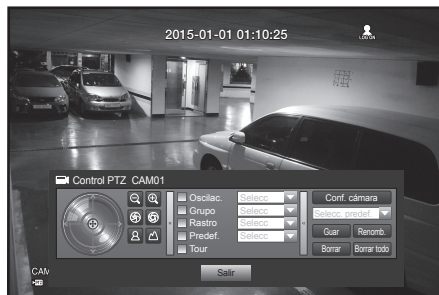 2015-01-01 01:10:25
LOG ON
Control PTZ CAM01
Oscilac. Selecc
Grupo Selecc
Rastro Selecc
Predef. Selecc
Tour
Conf. cámara
Selecc. predef.
Guar Renomb.
Borrar Borrar todo
Salir
CAM